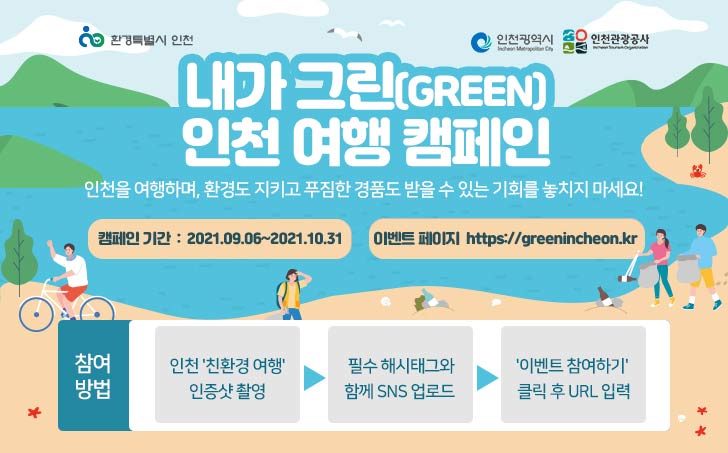 환경특별시 인천
인천광역시
Incheon Metropolitan City
인천관광공사
Incheon Tourism Organization
내가 그린(GREEN)
인천 여행 캠페인
인천을 여행하며, 환경도 지키고 푸짐한 경품도 받을 수 있는 기회를 놓치지 마세요!
캠페인 기간 : 2021.09.06~2021.10.31
이벤트 페이지 https://greenincheon.kr
참여
방법
인천 '친환경 여행'
인증샷 촬영
필수 해시태그와
함께 SNS 업로드
'이벤트 참여하기'
클릭 후 URL 입력